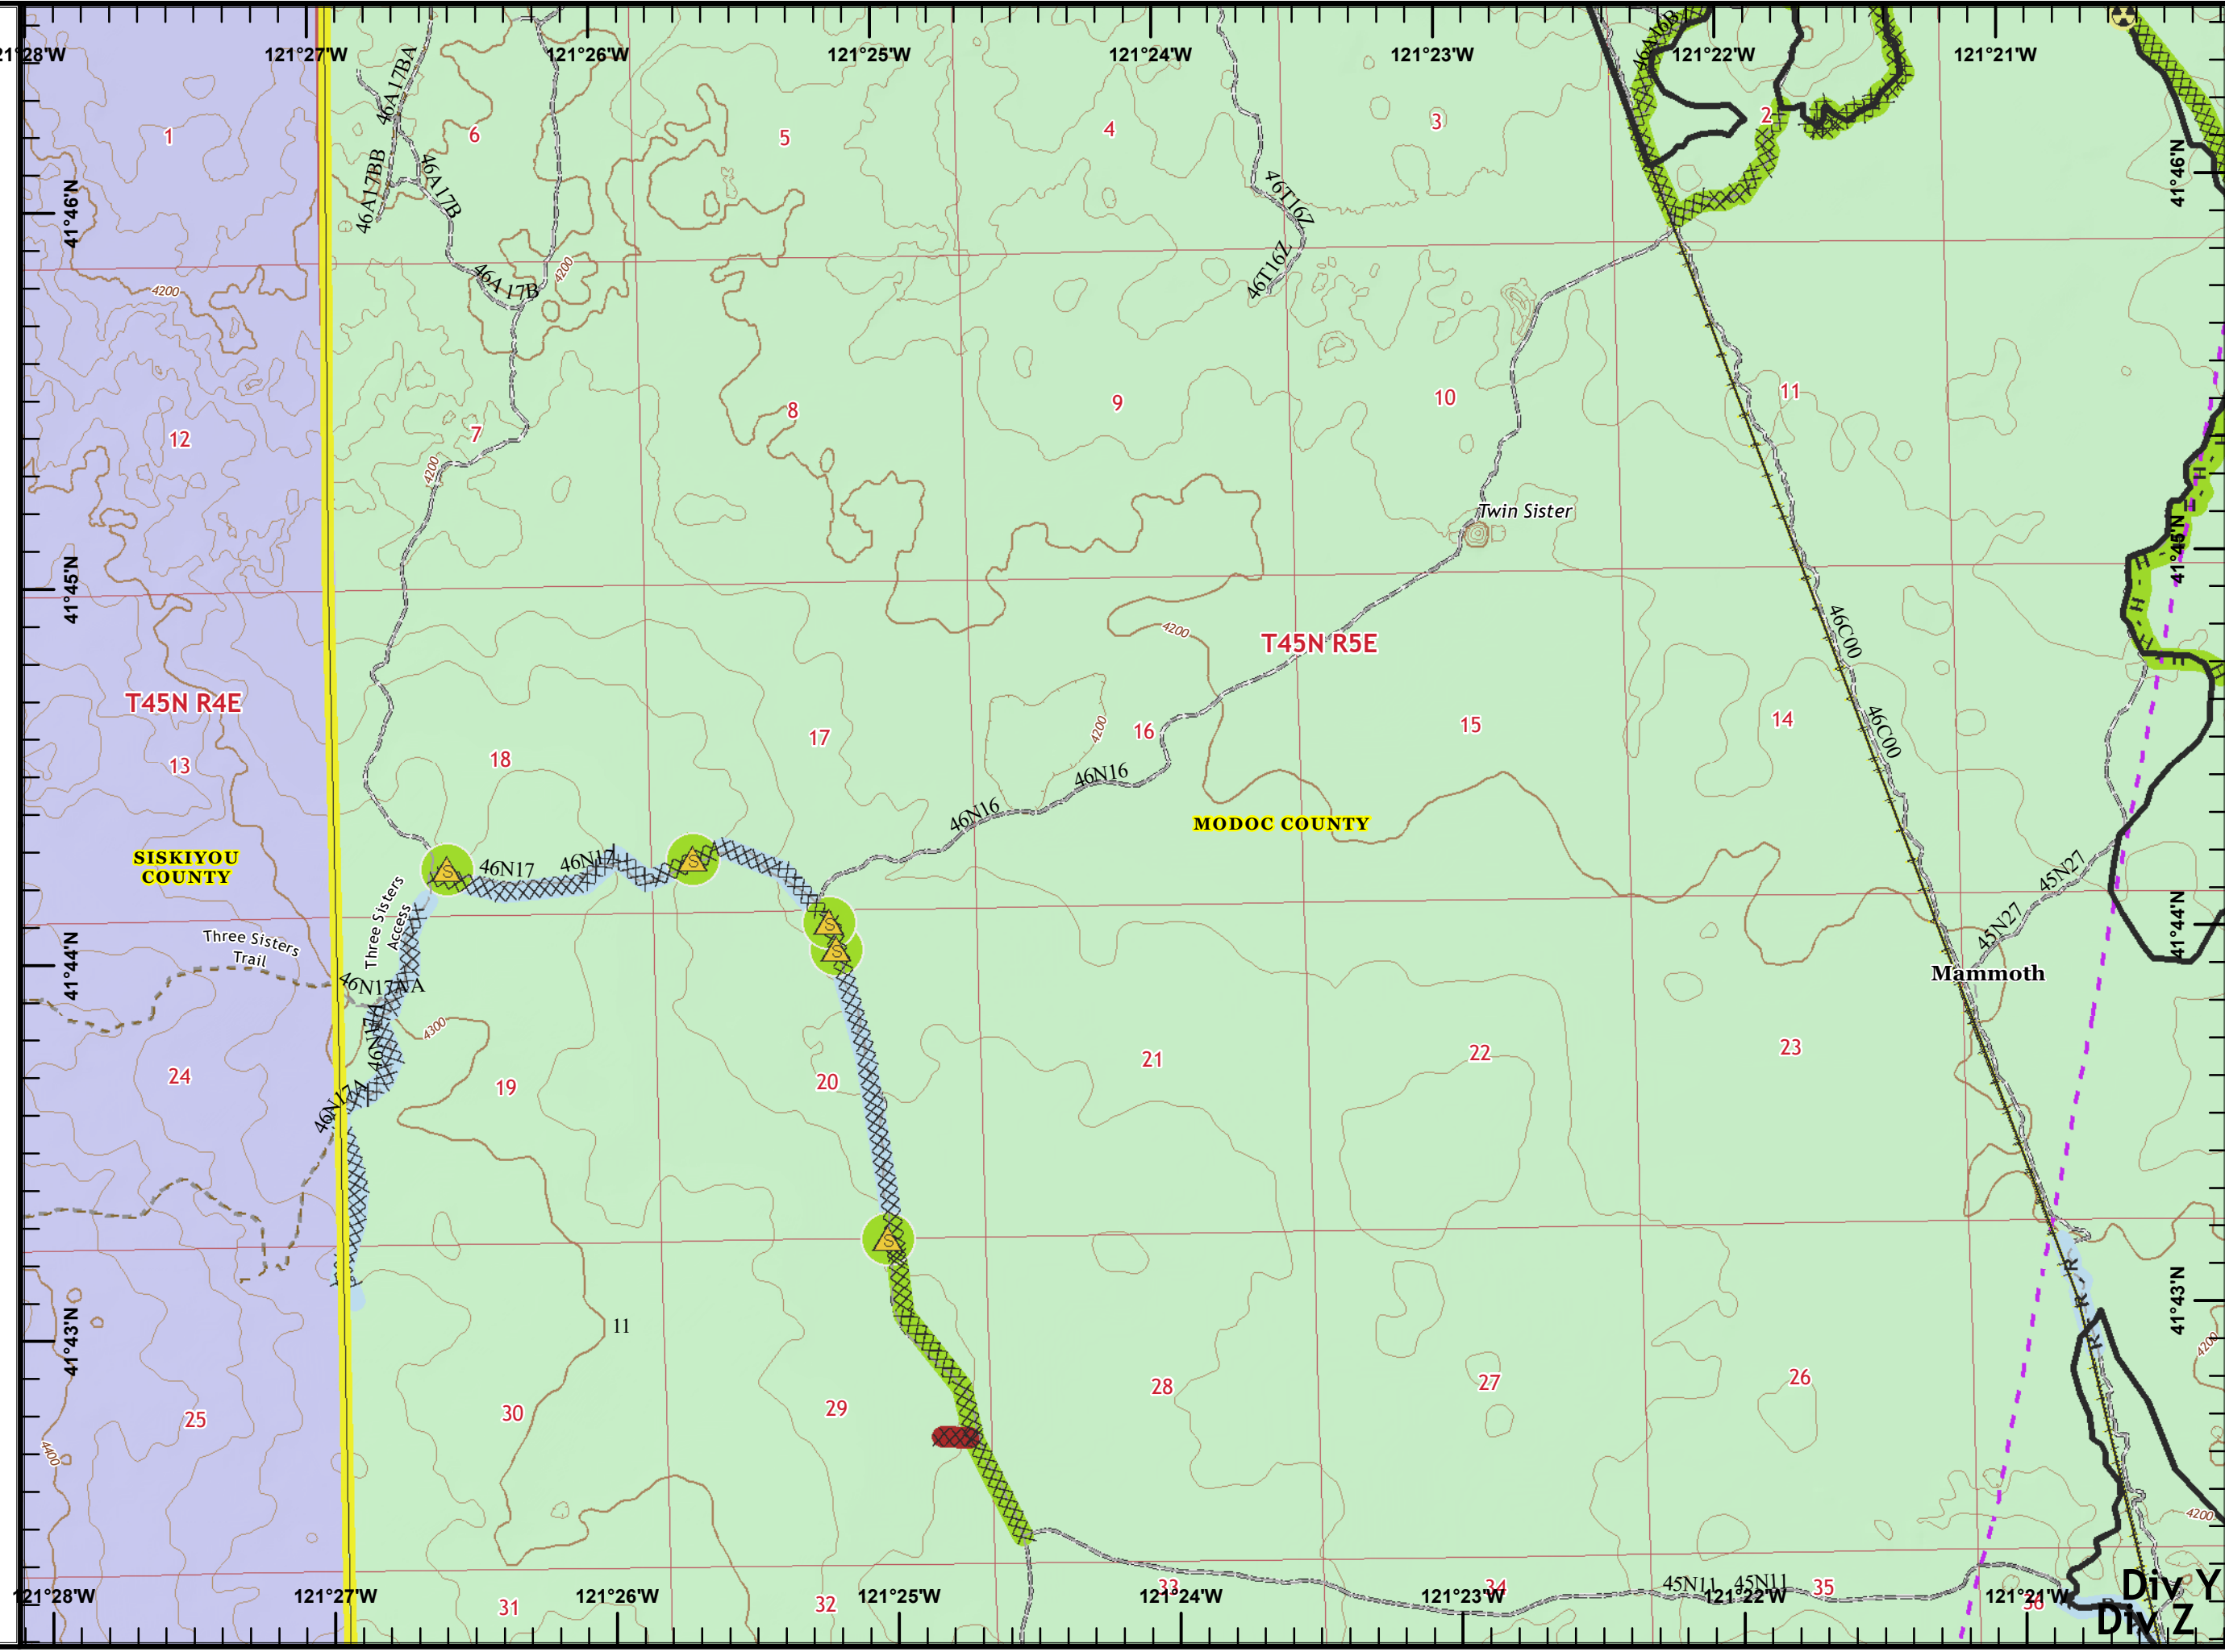 121°28'W
121°27'W
121°26'W
121°25'W
121°24'W
121°23'W
121°22'W
121°21'W
46A16B
46A17BA
1
6
5
4
3
2
46A17BB
46A17B
41°46'N
41°46'N
46T16Z
46T16Z
46A17B
4200
4200
12
7
8
9
10
11
4200
Twin Sister
H
H
41°45'N
41°45'N
H
H
H
H
46C00
4200
T45N R5E
T45N R4E
13
18
17
4200
16
15
14
46C00
46N16
46N16
MODOC COUNTY
SISKIYOU
COUNTY
S
46N17
46N17
S
45N27
Three Sisters
Access
S
S
45N27
41°44'N
41°44'N
Three Sisters
Trail
46N17AA
Mammoth
46N17A
4300
24
19
20
21
22
23
46N17A
S
R
R
R
41°43'N
41°43'N
11
4200
25
30
29
28
27
26
4400
4200
121°28'W
121°27'W
121°26'W
121°25'W
121°24'W
121°23'W
121°22'W
121°21'W
31
32
33
34
45N11
45N11
35
36
Div Y
Div Z